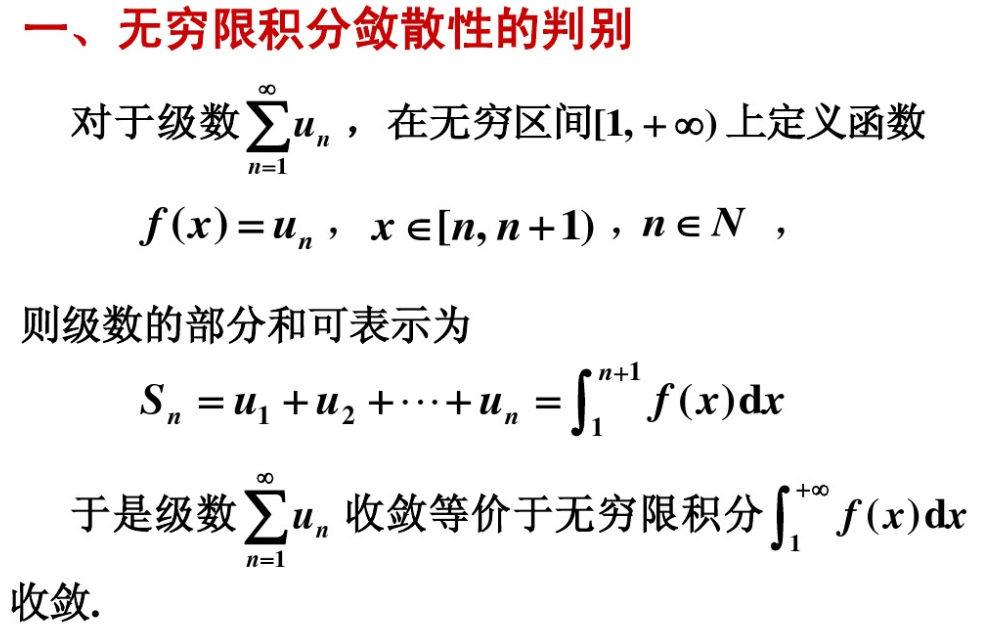 一、无穷限积分敛散性的判别
对于级数 $\sum_{n=1}^{\infty} u_n$ ，在无穷区间[1, + ∞) 上定义函数
$f(x) = u_n$ ， $x \in [n, n+1)$ ，$n \in N$ ，
则级数的部分和可表示为
$S_n = u_1 + u_2 + \cdots + u_n = \int_1^{n+1} f(x)\mathrm{d}x$
于是级数 $\sum_{n=1}^{\infty} u_n$ 收敛等价于无穷限积分 $\int_1^{+\infty} f(x)\mathrm{d}x$
收敛.